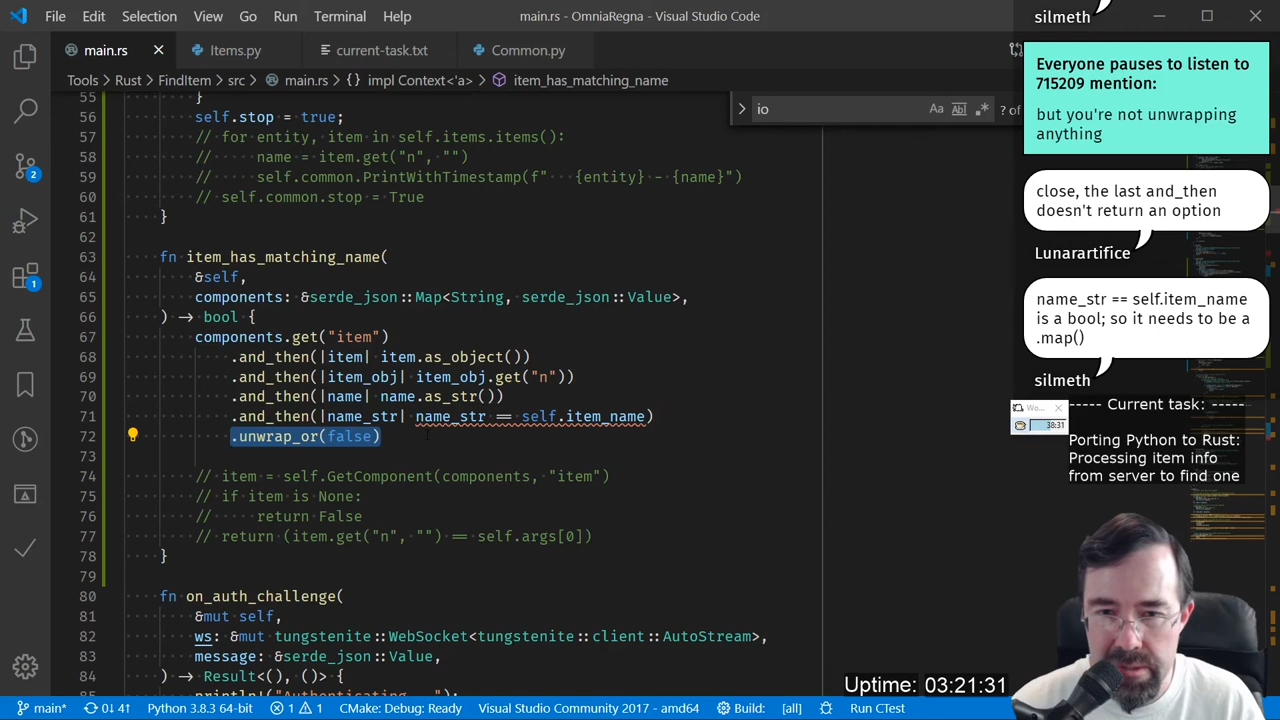 File Edit Selection View Go Run Terminal Help main.rs - OmniaRegna - Visual Studio Code
main.rs Items.py current-task.txt Common.py
Tools > Rust > FindItem > src > main.rs > {} impl Context<'a> > item_has_matching_name
io Aa Abl .* ? of
55 }
56 self.stop = true;
57 // for entity, item in self.items.items():
58 // name = item.get("n", "")
59 // self.common.PrintWithTimestamp(f" {entity} - {name}")
60 // self.common.stop = True
61 }
62
63 fn item_has_matching_name(
64 &self,
65 components: &serde_json::Map<String, serde_json::Value>,
66 ) → bool {
67 components.get("item")
68 .and_then(|item| item.as_object())
69 .and_then(|item_obj| item_obj.get("n"))
70 .and_then(|name| name.as_str())
71 .and_then(|name_str| name_str == self.item_name)
72 .unwrap_or(false)
73
74 // item = self.GetComponent(components, "item")
75 // if item is None:
76 // return False
77 // return (item.get("n", "") == self.args[0])
78 }
79
80 fn on_auth_challenge(
81 &mut self,
82 ws: &mut tungstenite::WebSocket<tungstenite::client::AutoStream>,
83 message: &serde_json::Value,
84 ) → Result<(), ()> {
silmeth
Everyone pauses to listen to
715209 mention:
but you're not unwrapping
anything
close, the last and_then
doesn't return an option
Lunarartifice
name_str == self.item_name
is a bool; so it needs to be a
.map()
silmeth
----- Current task: -----
Wo...
38:31
Porting Python to Rust:
Processing item info
from server to find one
Uptime: 03:21:31
2
1
main* 0↓ 4↑ Python 3.8.3 64-bit 1 1 CMake: Debug: Ready Visual Studio Community 2017 - amd64 Build: [all] Run CTest